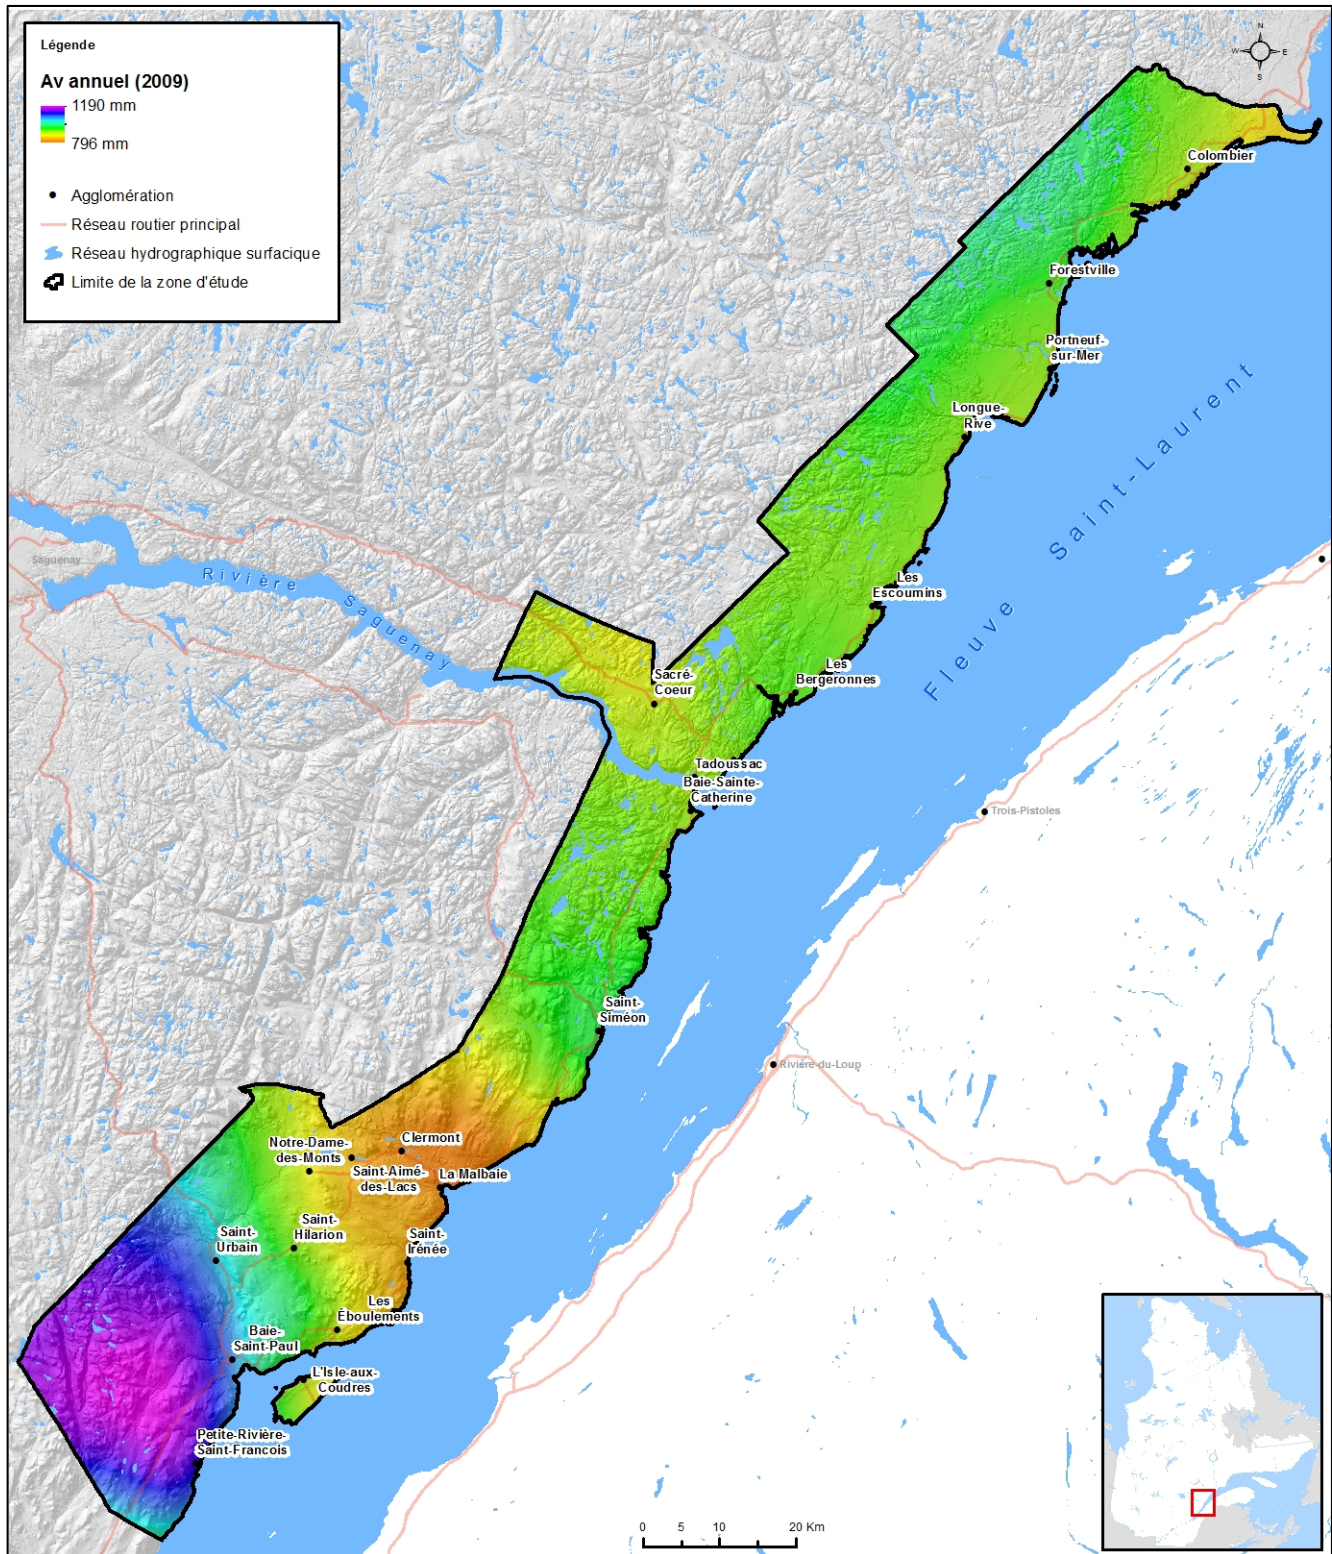 Légende
Av annuel (2009)
1190 mm
796 mm
Agglomération
Réseau routier principal
Réseau hydrographique surfacique
Limite de la zone d'étude
N
W
E
S
Colombier
Forestville
Portneuf-
sur-Mer
Longue-
Rive
Fleuve Saint-Laurent
Saguenay
Rivière Saguenay
Les
Escoumins
Les
Bergeronnes
Sacré-
Coeur
Tadoussac
Baie-Sainte-
Catherine
Trois-Pistoles
Saint-
Siméon
Rivière-du-Loup
Clermont
Notre-Dame-
des-Monts
Saint-Aimé-
des-Lacs
La Malbaie
Saint-
Hilarion
Saint-
Urbain
Saint-
Irénée
Les
Éboulements
Baie-
Saint-Paul
L'Isle-aux-
Coudres
Petite-Rivière-
Saint-Francois
0 5 10 20 Km